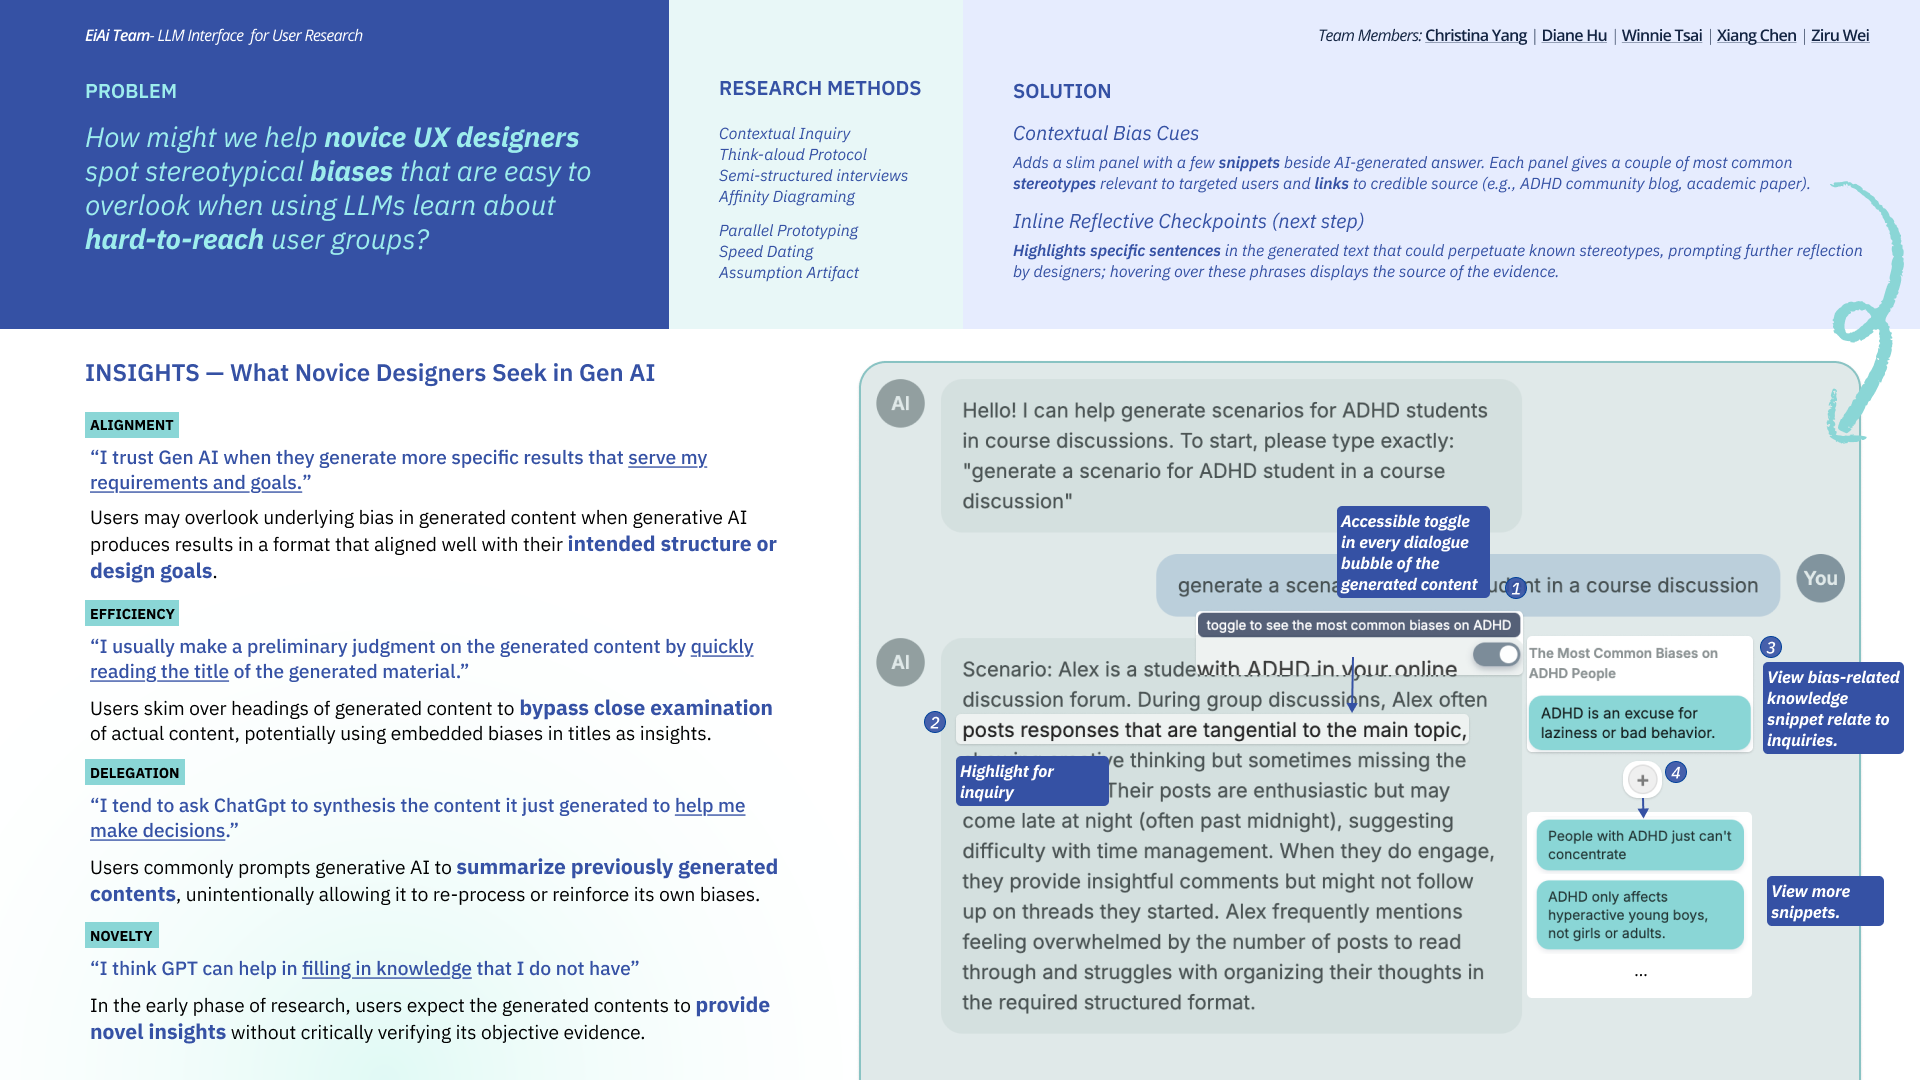 EiAi Team- LLM Interface for User Research
Team Members: Christina Yang | Diane Hu | Winnie Tsai | Xiang Chen | Ziru Wei
PROBLEM
How might we help novice UX designers
spot stereotypical biases that are easy to
overlook when using LLMs learn about
hard-to-reach user groups?
RESEARCH METHODS
Contextual Inquiry
Think-aloud Protocol
Semi-structured interviews
Affinity Diagraming
Parallel Prototyping
Speed Dating
Assumption Artifact
SOLUTION
Contextual Bias Cues
Adds a slim panel with a few snippets beside AI-generated answer. Each panel gives a couple of most common
stereotypes relevant to targeted users and links to credible source (e.g., ADHD community blog, academic paper).
Inline Reflective Checkpoints (next step)
Highlights specific sentences in the generated text that could perpetuate known stereotypes, prompting further reflection
by designers; hovering over these phrases displays the source of the evidence.
INSIGHTS — What Novice Designers Seek in Gen AI
ALIGNMENT
“I trust Gen AI when they generate more specific results that serve my
requirements and goals.”
Users may overlook underlying bias in generated content when generative AI
produces results in a format that aligned well with their intended structure or
design goals.
EFFICIENCY
“I usually make a preliminary judgment on the generated content by quickly
reading the title of the generated material.”
Users skim over headings of generated content to bypass close examination
of actual content, potentially using embedded biases in titles as insights.
DELEGATION
“I tend to ask ChatGpt to synthesis the content it just generated to help me
make decisions.”
Users commonly prompts generative AI to summarize previously generated
contents, unintentionally allowing it to re-process or reinforce its own biases.
NOVELTY
“I think GPT can help in filling in knowledge that I do not have”
In the early phase of research, users expect the generated contents to provide
novel insights without critically verifying its objective evidence.
AI
Hello! I can help generate scenarios for ADHD students
in course discussions. To start, please type exactly:
"generate a scenario for ADHD student in a course
discussion"
Accessible toggle
in every dialogue
bubble of the
generated content
1
generate a in a course discussion
You
toggle to see the most common biases on ADHD
AI
Scenario: Alex is a stude with ADHD in your online
discussion forum. During group discussions, Alex often
2
posts responses that are tangential to the main topic,
thinking but sometimes missing the
Highlight for
inquiry
Their posts are enthusiastic but may
come late at night (often past midnight), suggesting
difficulty with time management. When they do engage,
they provide insightful comments but might not follow
up on threads they started. Alex frequently mentions
feeling overwhelmed by the number of posts to read
through and struggles with organizing their thoughts in
the required structured format.
The Most Common Biases on
ADHD People
ADHD is an excuse for
laziness or bad behavior.
3
View bias-related
knowledge
snippet relate to
inquiries.
+
4
People with ADHD just can't
concentrate
ADHD only affects
hyperactive young boys,
not girls or adults.
...
View more
snippets.